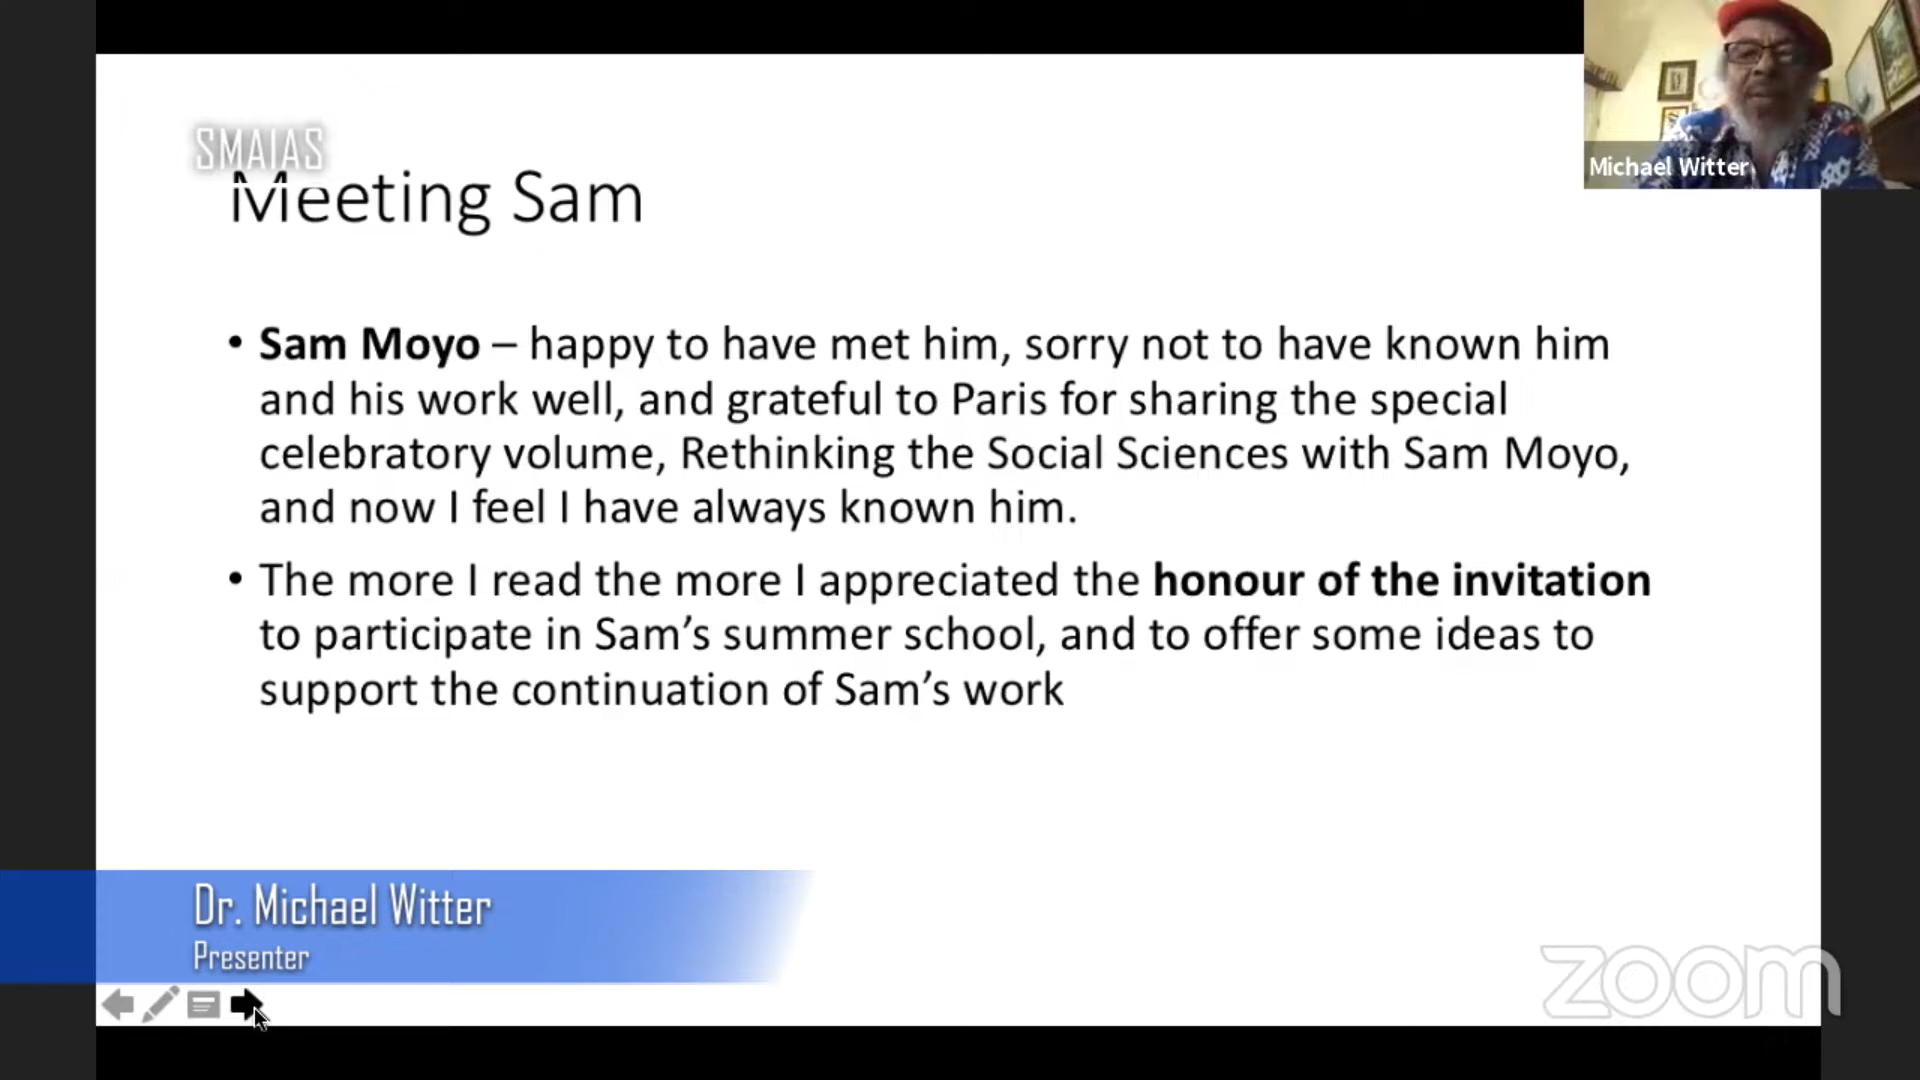 SMAIAS
Meeting Sam
Michael Witter
• Sam Moyo – happy to have met him, sorry not to have known him
and his work well, and grateful to Paris for sharing the special
celebratory volume, Rethinking the Social Sciences with Sam Moyo,
and now I feel I have always known him.
• The more I read the more I appreciated the honour of the invitation
to participate in Sam’s summer school, and to offer some ideas to
support the continuation of Sam’s work
Dr. Michael Witter
Presenter
zoom